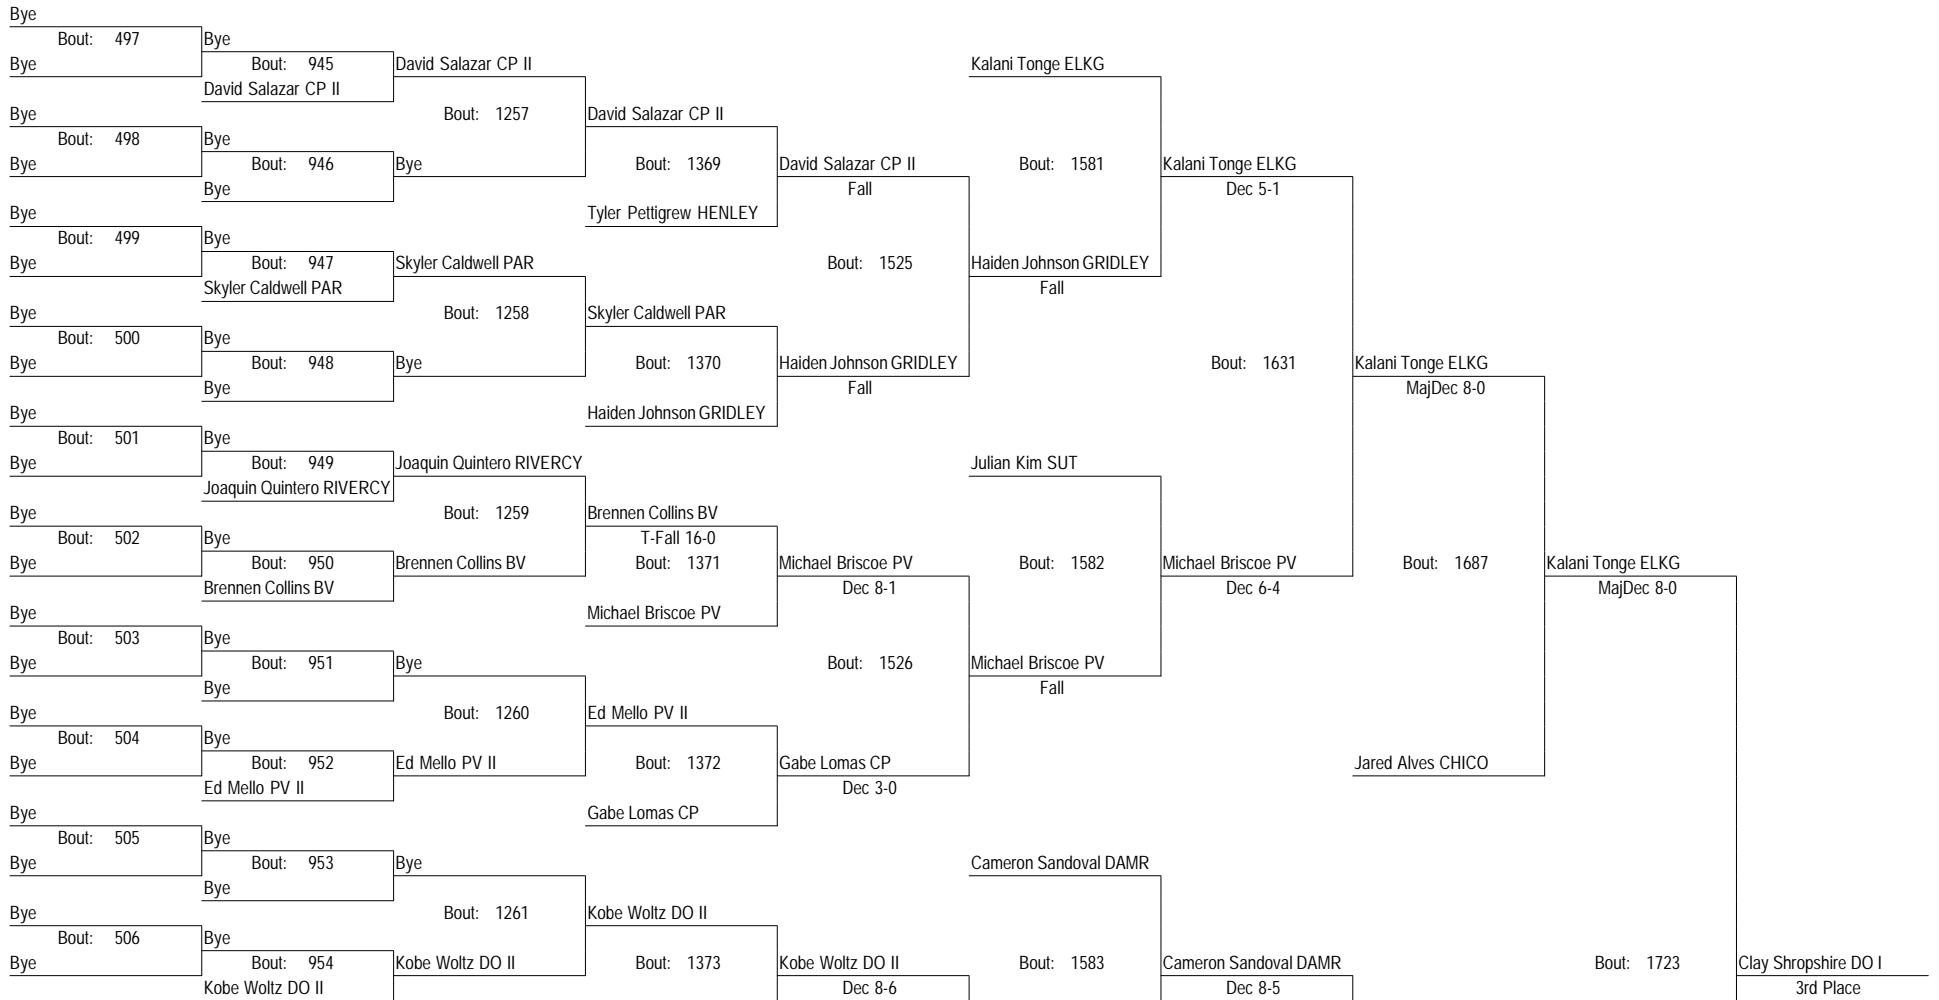 Bye
Bout: 497 Bye
Bye Bout: 945 David Salazar CP II Kalani Tonge ELKG
David Salazar CP II
Bye Bout: 1257 David Salazar CP II
Bout: 498 Bye
Bye Bout: 946 Bye Bout: 1369 David Salazar CP II Bout: 1581 Kalani Tonge ELKG
Bye Fall Dec 5-1
Bye Tyler Pettigrew HENLEY
Bout: 499 Bye
Bye Bout: 947 Skyler Caldwell PAR Bout: 1525 Haiden Johnson GRIDLEY
Skyler Caldwell PAR Fall
Bye Bout: 1258 Skyler Caldwell PAR
Bout: 500 Bye
Bye Bout: 948 Bye Bout: 1370 Haiden Johnson GRIDLEY Bout: 1631 Kalani Tonge ELKG
Bye Fall MajDec 8-0
Bye Haiden Johnson GRIDLEY
Bout: 501 Bye
Bye Bout: 949 Joaquin Quintero RIVERCY Julian Kim SUT
Joaquin Quintero RIVERCY
Bye Bout: 1259 Brennen Collins BV
Bout: 502 Bye T-Fall 16-0
Bye Bout: 950 Brennen Collins BV Bout: 1371 Michael Briscoe PV Bout: 1582 Michael Briscoe PV Bout: 1687 Kalani Tonge ELKG
Brennen Collins BV Dec 8-1 Dec 6-4 MajDec 8-0
Bye Michael Briscoe PV
Bout: 503 Bye
Bye Bout: 951 Bye Bout: 1526 Michael Briscoe PV
Bye Fall
Bye Bout: 1260 Ed Mello PV II
Bout: 504 Bye
Bye Bout: 952 Ed Mello PV II Bout: 1372 Gabe Lomas CP Jared Alves CHICO
Ed Mello PV II Dec 3-0
Bye Gabe Lomas CP
Bout: 505 Bye
Bye Bout: 953 Bye Cameron Sandoval DAMR
Bye
Bye Bout: 1261 Kobe Woltz DO II
Bout: 506 Bye
Bye Bout: 954 Kobe Woltz DO II Bout: 1373 Kobe Woltz DO II Bout: 1583 Cameron Sandoval DAMR Bout: 1723 Clay Shropshire DO I
Kobe Woltz DO II Dec 8-6 Dec 8-5 3rd Place